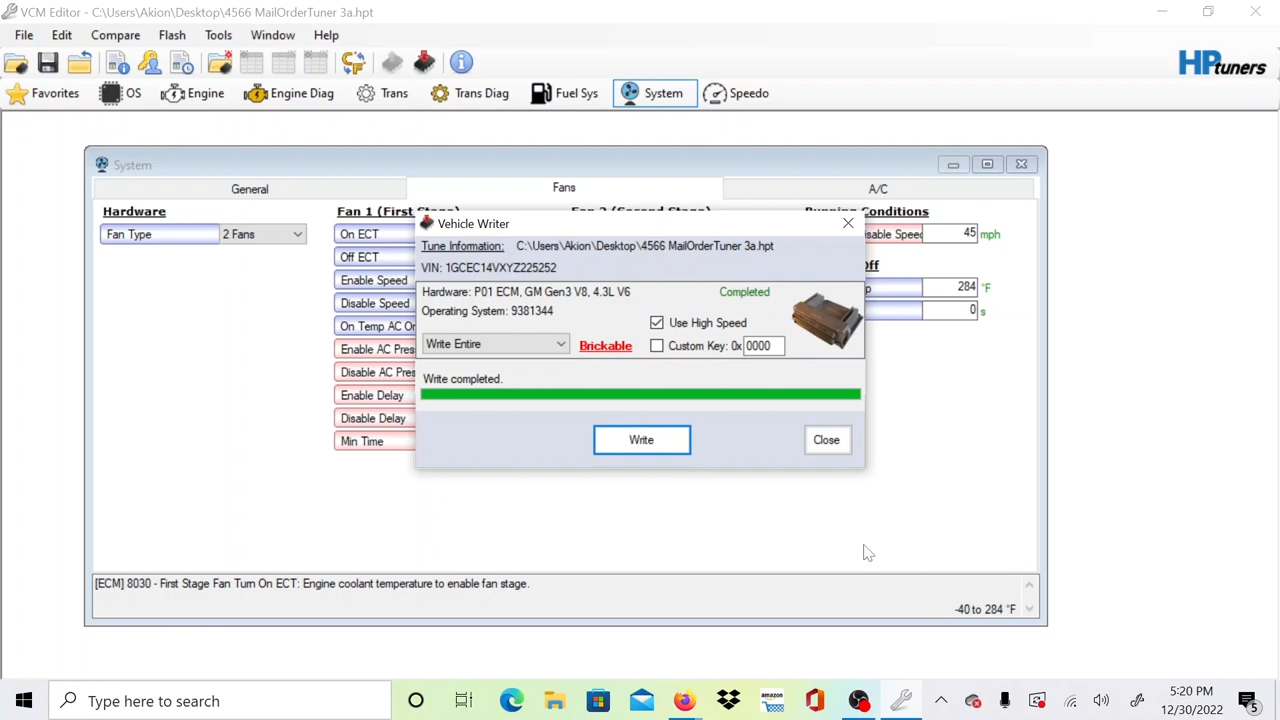 VCM Editor - C:\Users\Akion\Desktop\4566 MailOrderTuner 3a.hpt
File Edit Compare Flash Tools Window Help
HPtuners
Favorites OS Engine Engine Diag Trans Trans Diag Fuel Sys System Speedo
System
General Fans A/C
Hardware
Fan Type 2 Fans
Fan 1 (First Stage)
On ECT
Off ECT
Enable Speed
Disable Speed
On Temp AC On
Enable AC Pres
Disable AC Pres
Enable Delay
Disable Delay
Min Time
Conditions
able Speed 45 mph
ff
p 284 °F
0 s
Vehicle Writer
Tune Information: C:\Users\Akion\Desktop\4566 MailOrderTuner 3a.hpt
VIN: 1GCEC14VXYZ225252
Hardware: P01 ECM, GM Gen3 V8, 4.3L V6 Completed
Operating System: 9381344
Use High Speed
Write Entire Brickable Custom Key: 0x 0000
Write completed.
Write Close
[ECM] 8030 - First Stage Fan Turn On ECT: Engine coolant temperature to enable fan stage.
-40 to 284 °F
Type here to search
amazon
5:20 PM
12/30/2022
5